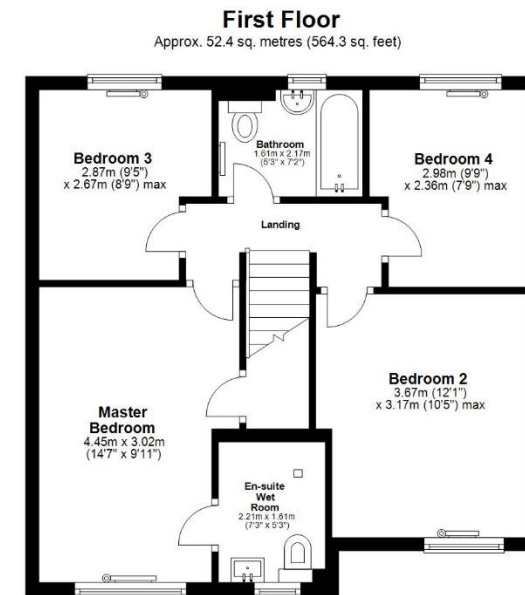 First Floor
Approx. 52.4 sq. metres (564.3 sq. feet)
Bedroom 3
2.87m (9'5")
x 2.67m (8'9") max
Bathroom
1.61m x 2.17m
(5'3" x 7'2")
Bedroom 4
2.98m (9'9")
x 2.36m (7'9") max
Landing
Master
Bedroom
4.45m x 3.02m
(14'7" x 9'11")
Bedroom 2
3.67m (12'1")
x 3.17m (10'5") max
En-suite
Wet
Room
2.21m x 1.61m
(7'3" x 5'3")